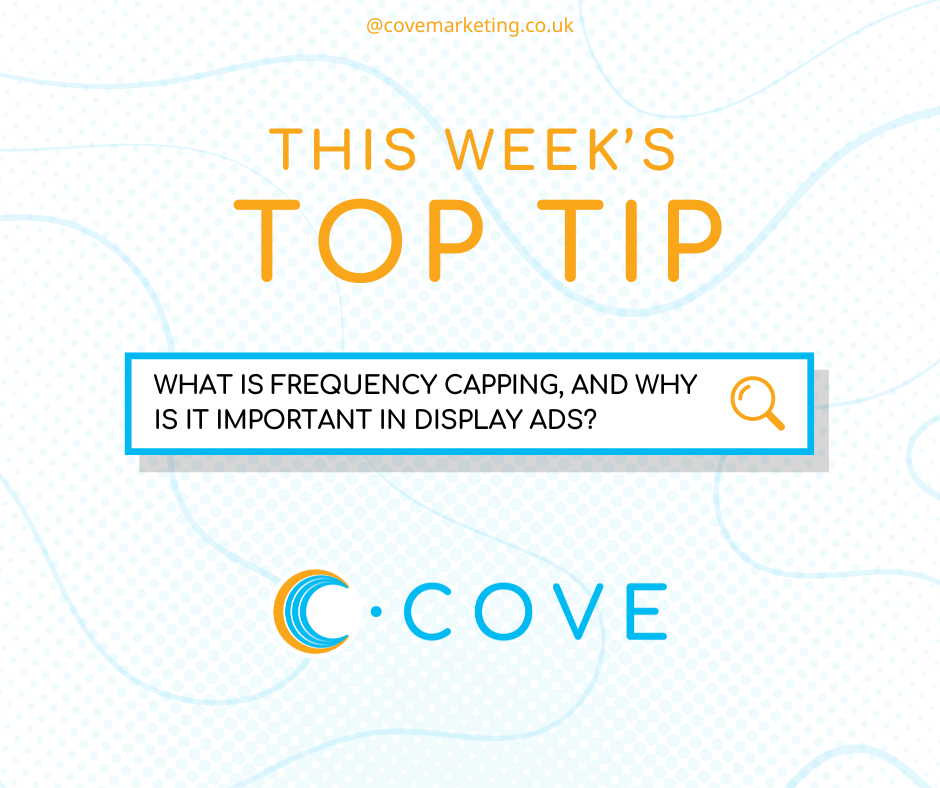 @covemarketing.co.uk
THIS WEEK’S
TOP TIP
WHAT IS FREQUENCY CAPPING, AND WHY
IS IT IMPORTANT IN DISPLAY ADS?
COVE